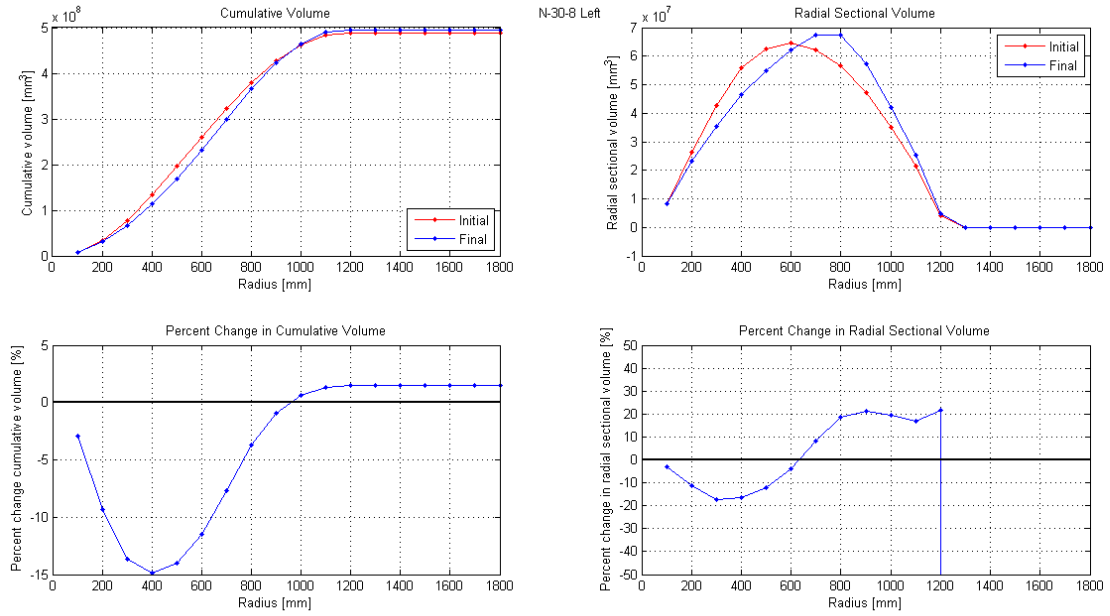 Cumulative Volume
N-30-8 Left
Radial Sectional Volume
x 10^8
x 10^7
5
4
3
2
1
0
Cumulative volume [mm^3]
Initial
Final
0 200 400 600 800 1000 1200 1400 1600 1800
Radius [mm]
7
6
5
4
3
2
1
0
-1
Radial sectional volume [mm^3]
Initial
Final
0 200 400 600 800 1000 1200 1400 1600 1800
Radius [mm]
Percent Change in Cumulative Volume
5
0
-5
-10
-15
Percent change cumulative volume [%]
0 200 400 600 800 1000 1200 1400 1600 1800
Radius [mm]
Percent Change in Radial Sectional Volume
50
40
30
20
10
0
-10
-20
-30
-40
-50
Percent change in radial sectional volume [%]
0 200 400 600 800 1000 1200 1400 1600 1800
Radius [mm]